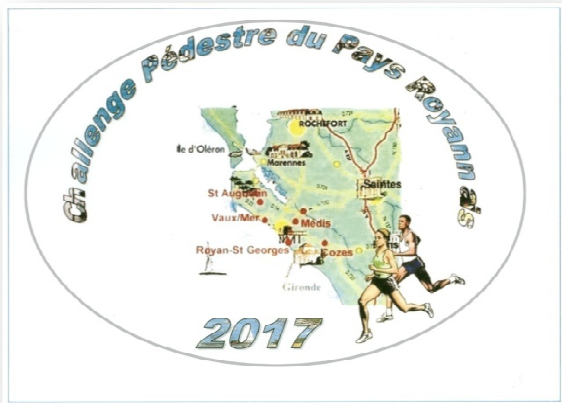 Challenge Pédestre du Pays Royannais
ROCHEFORT
Ile d'Oléron
Marennes
St Augustin
Saintes
Vaux/Mer
Médis
Royan-St Georges
Cozes
Gironde
2017